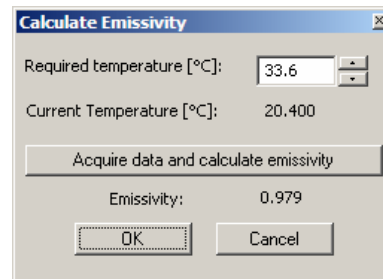 Calculate Emissivity
Required temperature [°C]: 33.6
Current Temperature [°C]: 20.400
Acquire data and calculate emissivity
Emissivity: 0.979
OK Cancel